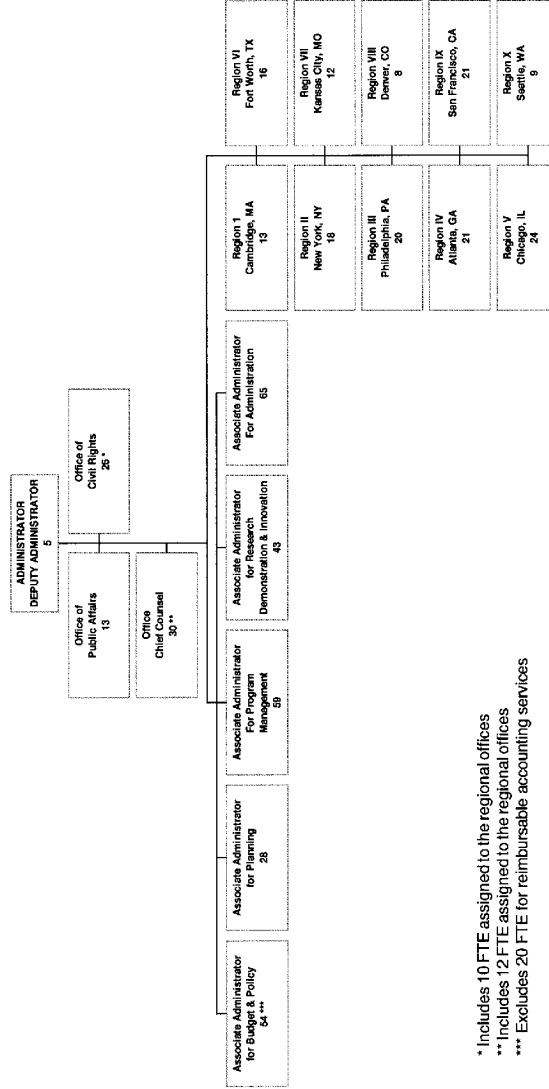 ADMINISTRATOR
DEPUTY ADMINISTRATOR
5
Office of
Public Affairs
13
Office of
Civil Rights
26 *
Office
Chief Counsel
30 **
Associate Administrator
for Budget & Policy
54 ***
Associate Administrator
for Planning
28
Associate Administrator
For Program
Management
59
Associate Administrator
for Research
Demonstration & Innovation
43
Associate Administrator
For Administration
65
Region 1
Cambridge, MA
13
Region VI
Fort Worth, TX
16
Region II
New York, NY
18
Region VII
Kansas City, MO
12
Region III
Philadelphia, PA
20
Region VIII
Denver, CO
8
Region IV
Atlanta, GA
21
Region IX
San Francisco, CA
21
Region V
Chicago, IL
24
Region X
Seattle, WA
9
* Includes 10 FTE assigned to the regional offices
** Includes 12 FTE assigned to the regional offices
*** Excludes 20 FTE for reimbursable accounting services